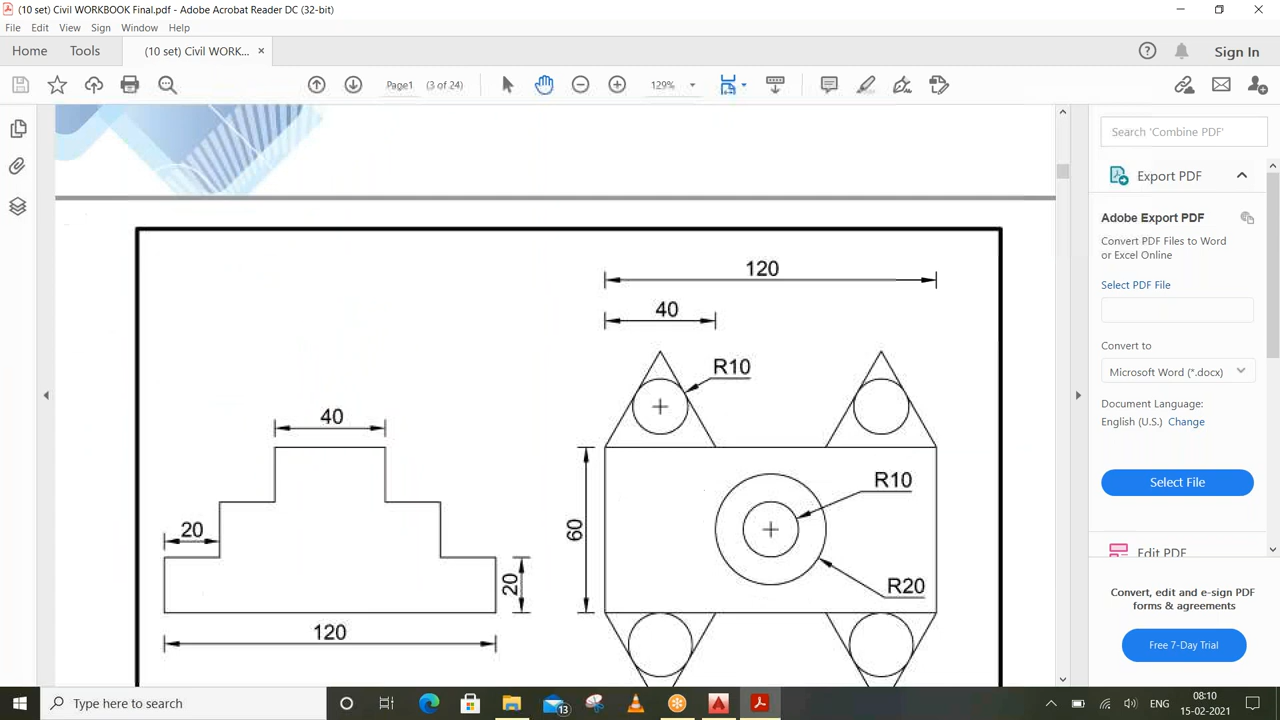 (10 set) Civil WORKBOOK Final.pdf - Adobe Acrobat Reader DC (32-bit)
File Edit View Sign Window Help
Home Tools (10 set) Civil WORK... × Sign In
Page1 (3 of 24) 129%
Search 'Combine PDF'
Export PDF
Adobe Export PDF
Convert PDF Files to Word
or Excel Online
Select PDF File
Convert to
Microsoft Word (*.docx)
Document Language:
English (U.S.) Change
Select File
Edit PDF
Convert, edit and e-sign PDF
forms & agreements
Free 7-Day Trial
120
40
R10
40
R10
20
60
20
R20
120
Type here to search
13
ENG
08:10
15-02-2021